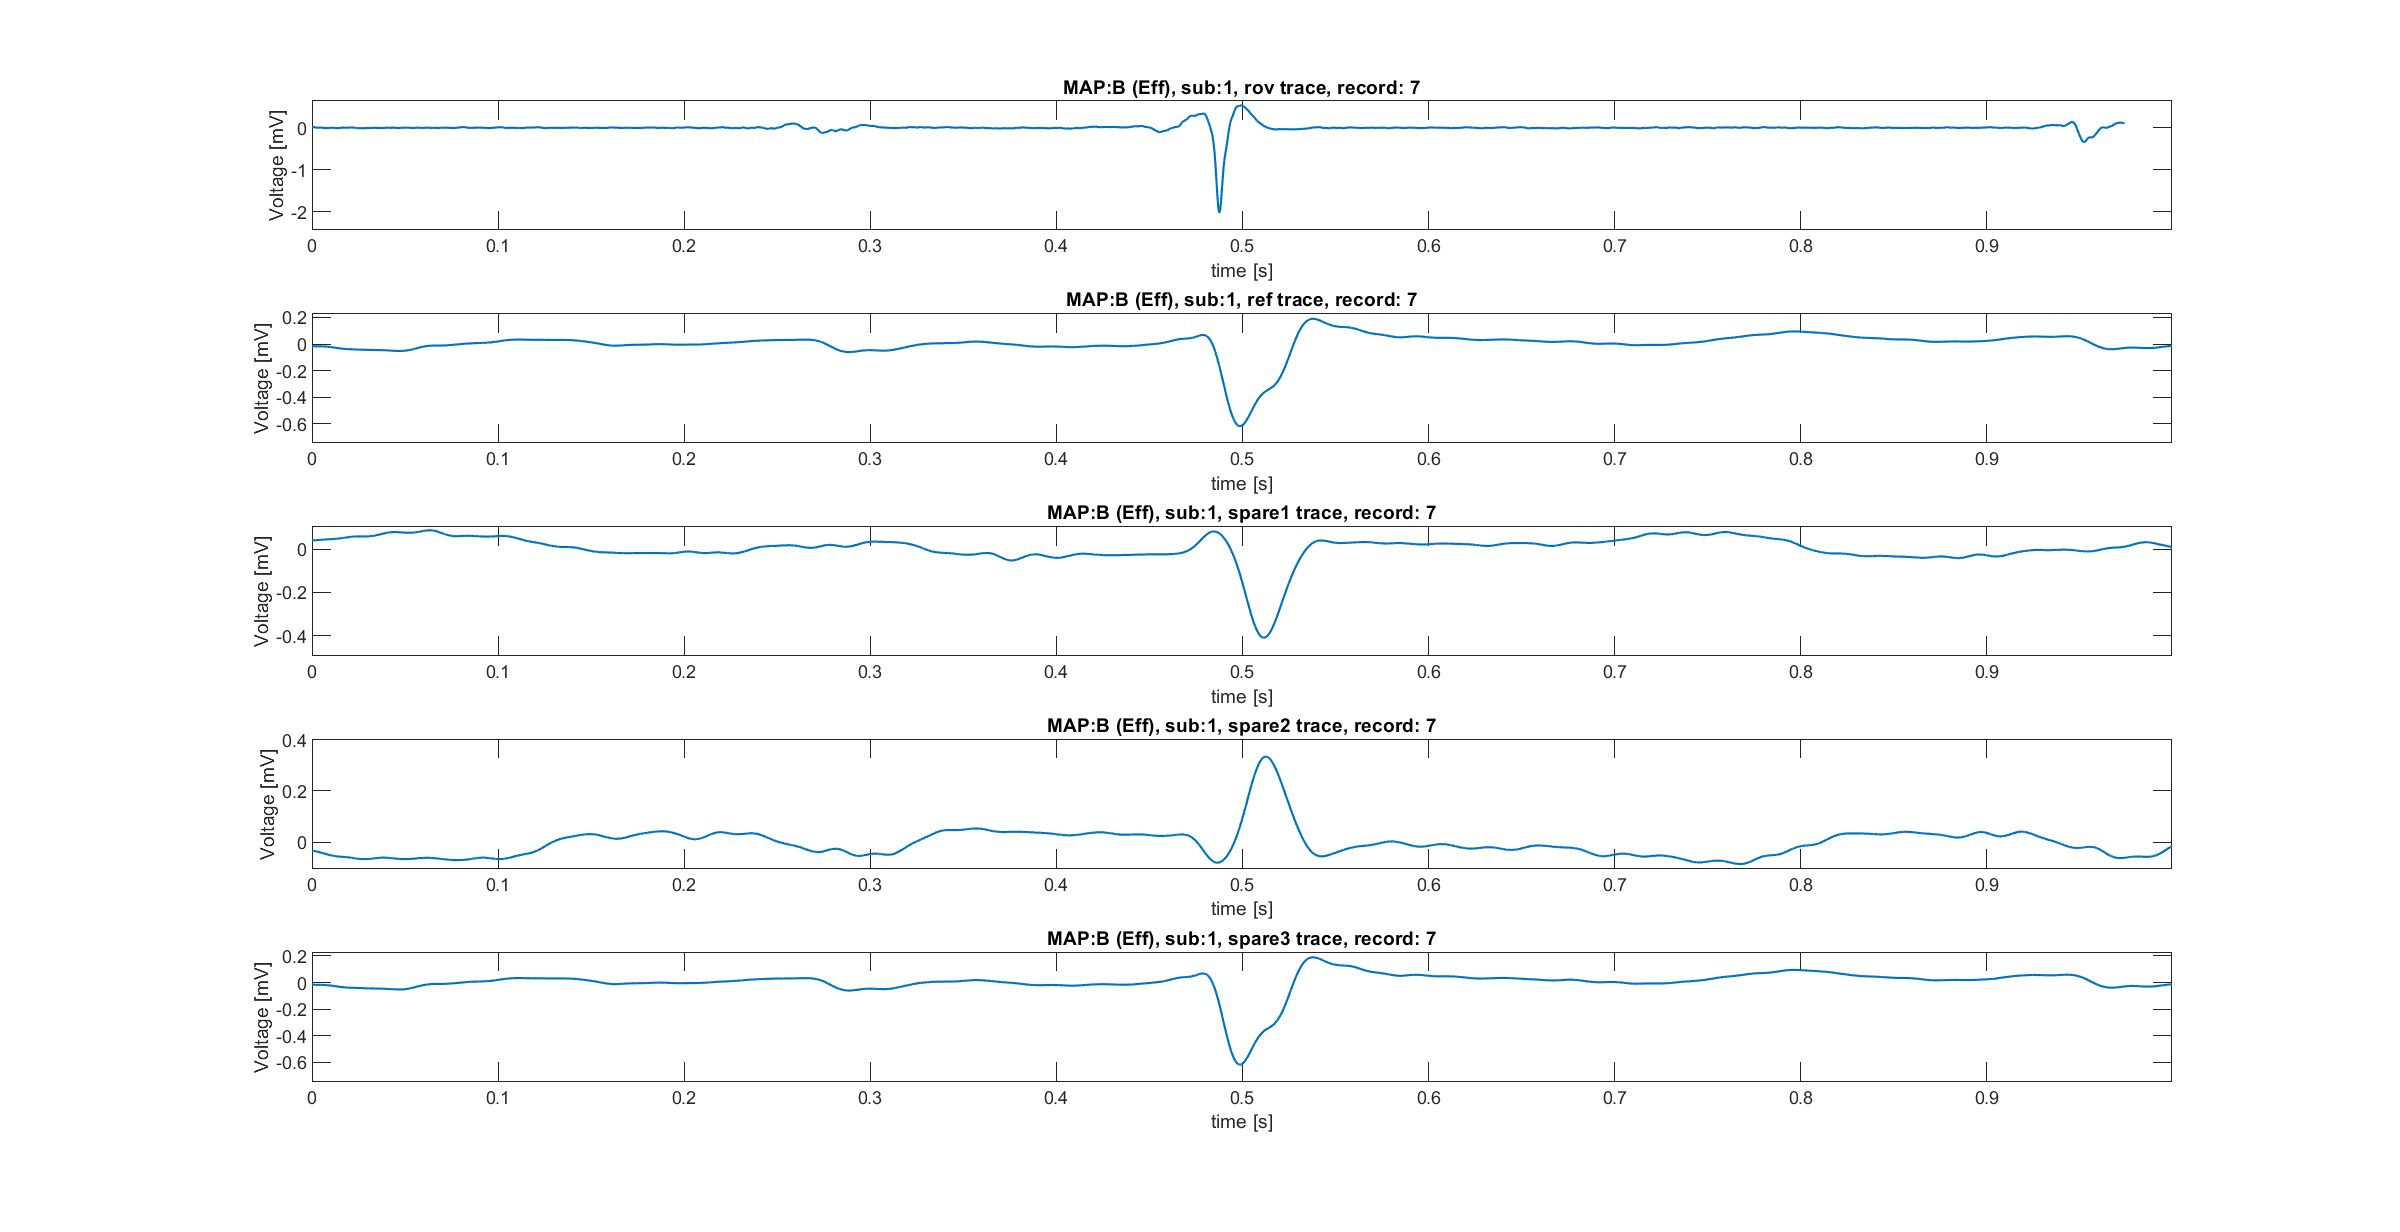 MAP:B (Eff), sub:1, rov trace, record: 7
Voltage [mV]
0
-1
-2
0 0.1 0.2 0.3 0.4 0.5 0.6 0.7 0.8 0.9
time [s]
MAP:B (Eff), sub:1, ref trace, record: 7
Voltage [mV]
0.2
0
-0.2
-0.4
-0.6
0 0.1 0.2 0.3 0.4 0.5 0.6 0.7 0.8 0.9
time [s]
MAP:B (Eff), sub:1, spare1 trace, record: 7
Voltage [mV]
0
-0.2
-0.4
0 0.1 0.2 0.3 0.4 0.5 0.6 0.7 0.8 0.9
time [s]
MAP:B (Eff), sub:1, spare2 trace, record: 7
Voltage [mV]
0.4
0.2
0
0 0.1 0.2 0.3 0.4 0.5 0.6 0.7 0.8 0.9
time [s]
MAP:B (Eff), sub:1, spare3 trace, record: 7
Voltage [mV]
0.2
0
-0.2
-0.4
-0.6
0 0.1 0.2 0.3 0.4 0.5 0.6 0.7 0.8 0.9
time [s]